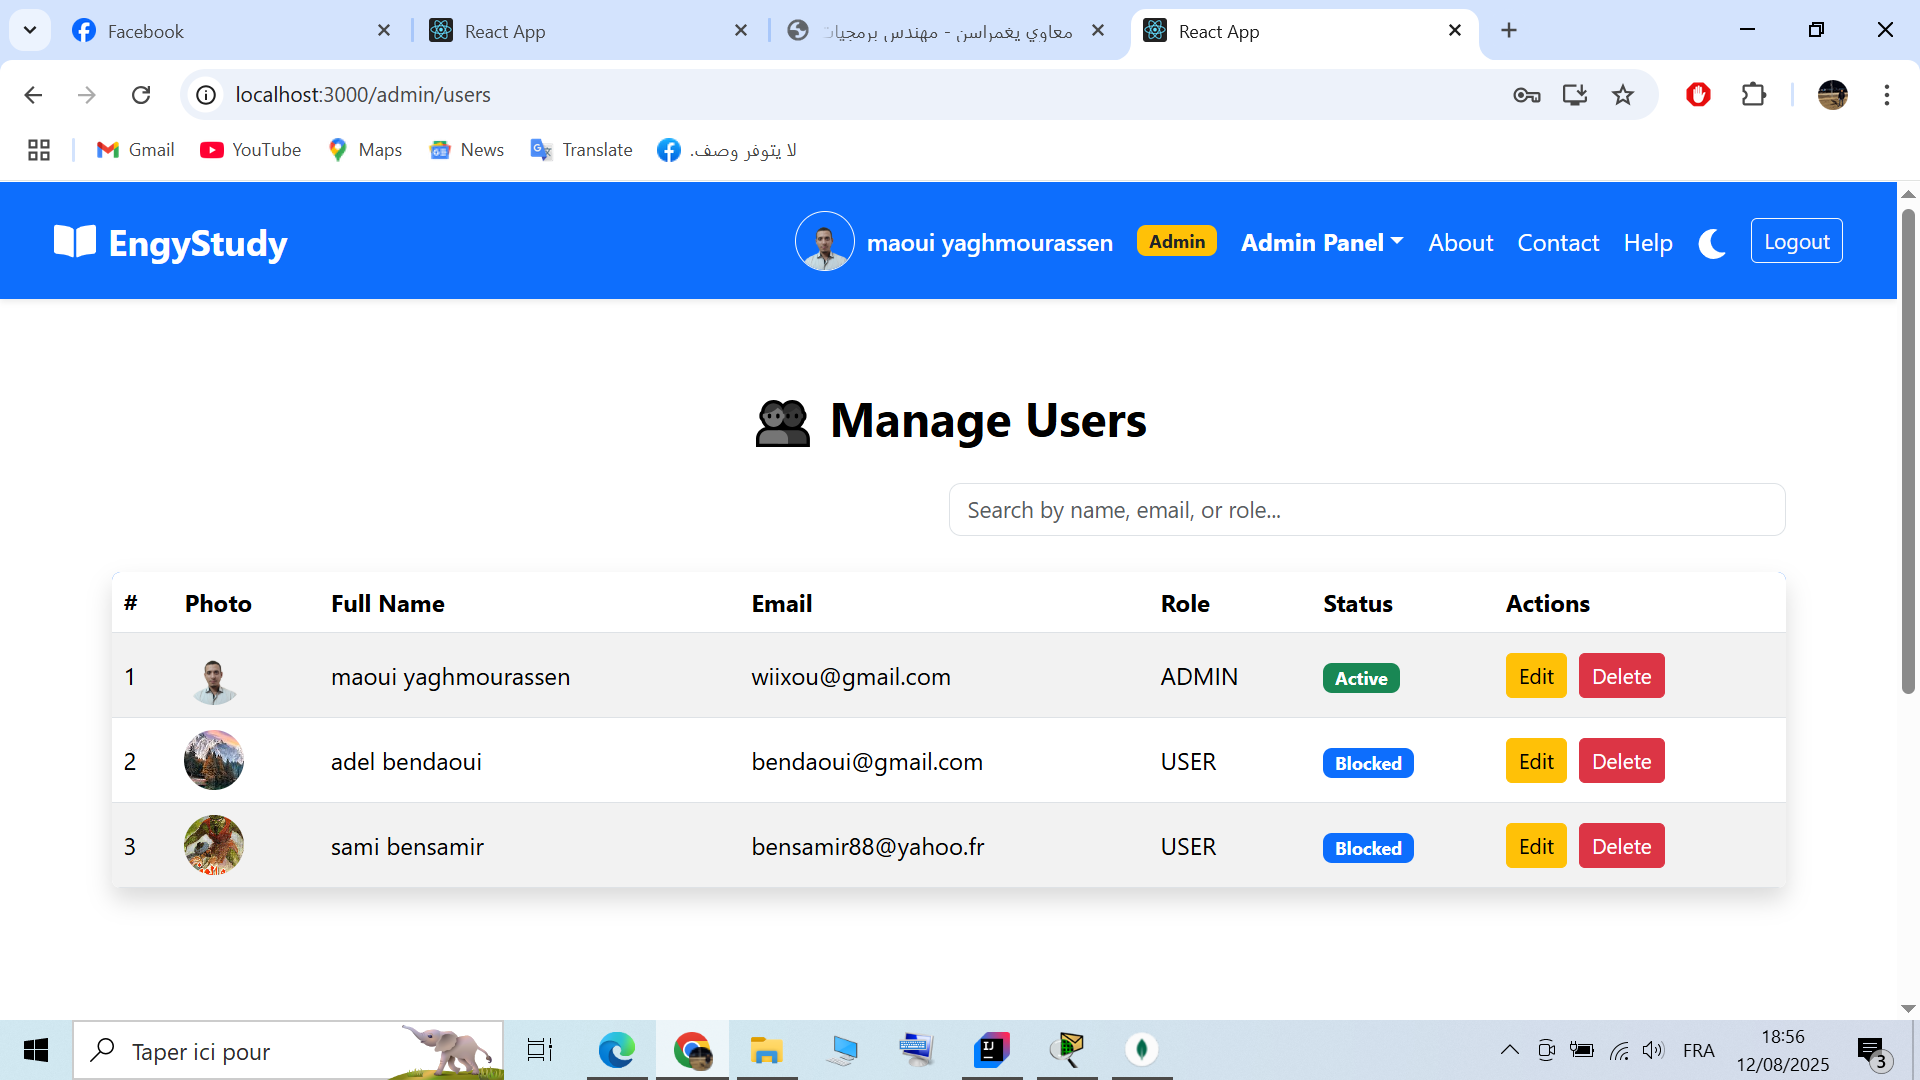 Facebook
React App
معاوي يغمراسن - مهندس برمجيات
React App
localhost:3000/admin/users
Gmail
YouTube
Maps
News
Translate
لا يتوفر وصف.
EngyStudy
maoui yaghmourassen
Admin
Admin Panel
About
Contact
Help
Logout
Manage Users
Search by name, email, or role...
# Photo Full Name Email Role Status Actions
1 maoui yaghmourassen wiixou@gmail.com ADMIN Active Edit Delete
2 adel bendaoui bendaoui@gmail.com USER Blocked Edit Delete
3 sami bensamir bensamir88@yahoo.fr USER Blocked Edit Delete
Taper ici pour
FRA
18:56
12/08/2025
3